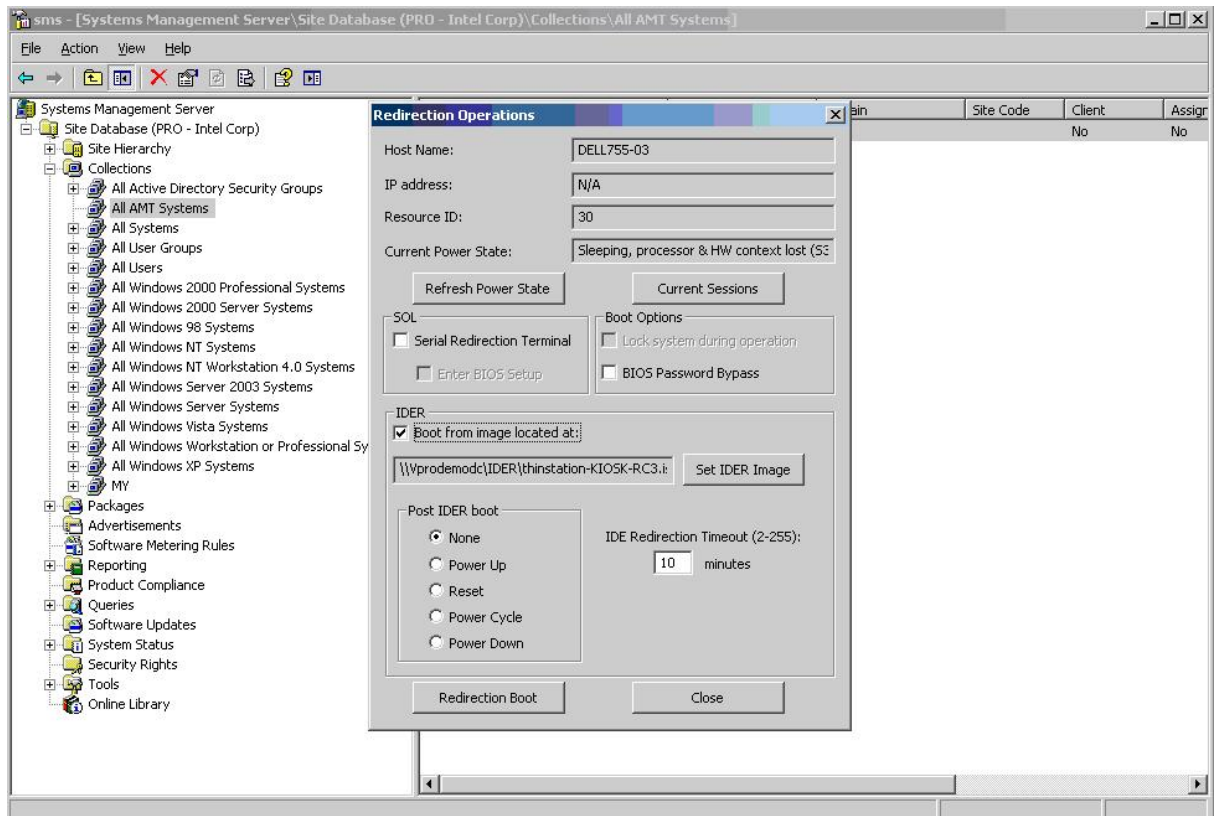 sms - [Systems Management Server\Site Database (PRO - Intel Corp)\Collections\All AMT Systems]
File Action View Help
Systems Management Server
Site Database (PRO - Intel Corp)
Site Hierarchy
Collections
All Active Directory Security Groups
All AMT Systems
All Systems
All User Groups
All Users
All Windows 2000 Professional Systems
All Windows 2000 Server Systems
All Windows 98 Systems
All Windows NT Systems
All Windows NT Workstation 4.0 Systems
All Windows Server 2003 Systems
All Windows Server Systems
All Windows Vista Systems
All Windows Workstation or Professional Sy
All Windows XP Systems
MY
Packages
Advertisements
Software Metering Rules
Reporting
Product Compliance
Queries
Software Updates
System Status
Security Rights
Tools
Online Library
ain Site Code Client Assigr
No No
Redirection Operations
Host Name: DELL755-03
IP address: N/A
Resource ID: 30
Current Power State: Sleeping, processor & HW context lost (S3
Refresh Power State Current Sessions
SOL
Serial Redirection Terminal
Enter BIOS Setup
Boot Options
Lock system during operation
BIOS Password Bypass
IDER
Boot from image located at:
\\Vprodemodc\IDER\thinstation-KIOSK-RC3.is Set IDER Image
Post IDER boot
None
Power Up
Reset
Power Cycle
Power Down
IDE Redirection Timeout (2-255):
10 minutes
Redirection Boot Close